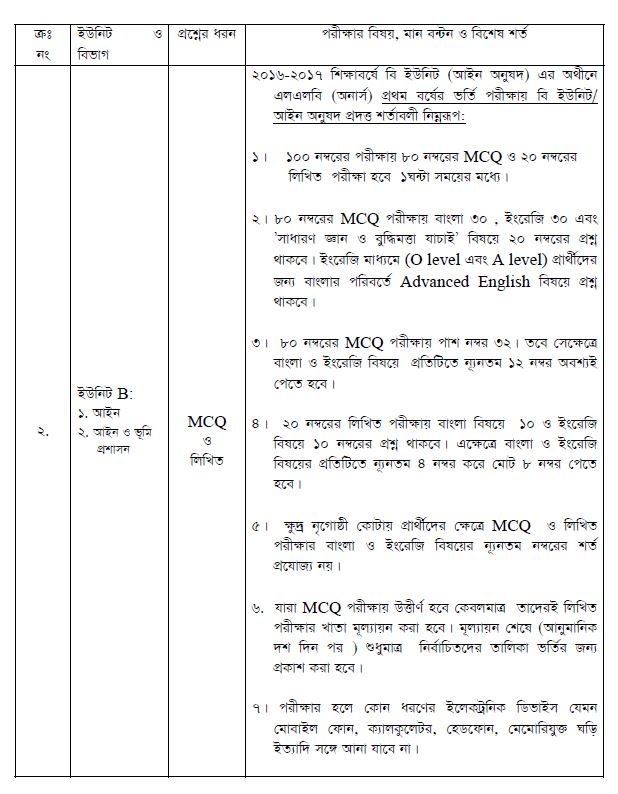 ক্রঃ নং
ইউনিট ও বিভাগ
প্রশ্নের ধরন
পরীক্ষার বিষয়, মান বন্টন ও বিশেষ শর্ত
২.
ইউনিট B:
১. আইন
২. আইন ও ভূমি
প্রশাসন
MCQ
ও
লিখিত
২০১৬-২০১৭ শিক্ষাবর্ষে বি ইউনিট (আইন অনুষদ) এর অধীনে
এলএলবি (অনার্স) প্রথম বর্ষের ভর্তি পরীক্ষায় বি ইউনিট/
আইন অনুষদ প্রদত্ত শর্তাবলী নিম্নরূপ:
১। ১০০ নম্বরের পরীক্ষায় ৮০ নম্বরের MCQ ও ২০ নম্বরের
লিখিত পরীক্ষা হবে ১ঘন্টা সময়ের মধ্যে।
২। ৮০ নম্বরের MCQ পরীক্ষায় বাংলা ৩০ , ইংরেজি ৩০ এবং
'সাধারণ জ্ঞান ও বুদ্ধিমত্তা যাচাই' বিষয়ে ২০ নম্বরের প্রশ্ন
থাকবে। ইংরেজি মাধ্যমে (O level এবং A level) প্রার্থীদের
জন্য বাংলার পরিবর্তে Advanced English বিষয়ে প্রশ্ন
থাকবে।
৩। ৮০ নম্বরের MCQ পরীক্ষায় পাশ নম্বর ৩২। তবে সেক্ষেত্রে
বাংলা ও ইংরেজি বিষয়ে প্রতিটিতে ন্যূনতম ১২ নম্বর অবশ্যই
পেতে হবে।
৪। ২০ নম্বরের লিখিত পরীক্ষায় বাংলা বিষয়ে ১০ ও ইংরেজি
বিষয়ে ১০ নম্বরের প্রশ্ন থাকবে। এক্ষেত্রে বাংলা ও ইংরেজি
বিষয়ের প্রতিটিতে ন্যূনতম ৪ নম্বর করে মোট ৮ নম্বর পেতে
হবে।
৫। ক্ষুদ্র নৃগোষ্ঠী কোটায় প্রার্থীদের ক্ষেত্রে MCQ ও লিখিত
পরীক্ষার বাংলা ও ইংরেজি বিষয়ের ন্যূনতম নম্বরের শর্ত
প্রযোজ্য নয়।
৬. যারা MCQ পরীক্ষায় উত্তীর্ণ হবে কেবলমাত্র তাদেরই লিখিত
পরীক্ষার খাতা মূল্যায়ন করা হবে। মূল্যায়ন শেষে (আনুমানিক
দশ দিন পর ) শুধুমাত্র নির্বাচিতদের তালিকা ভর্তির জন্য
প্রকাশ করা হবে।
৭। পরীক্ষার হলে কোন ধরণের ইলেকট্রনিক ডিভাইস যেমন
মোবাইল ফোন, ক্যালকুলেটর, হেডফোন, মেমোরিযুক্ত ঘড়ি
ইত্যাদি সঙ্গে আনা যাবে না।